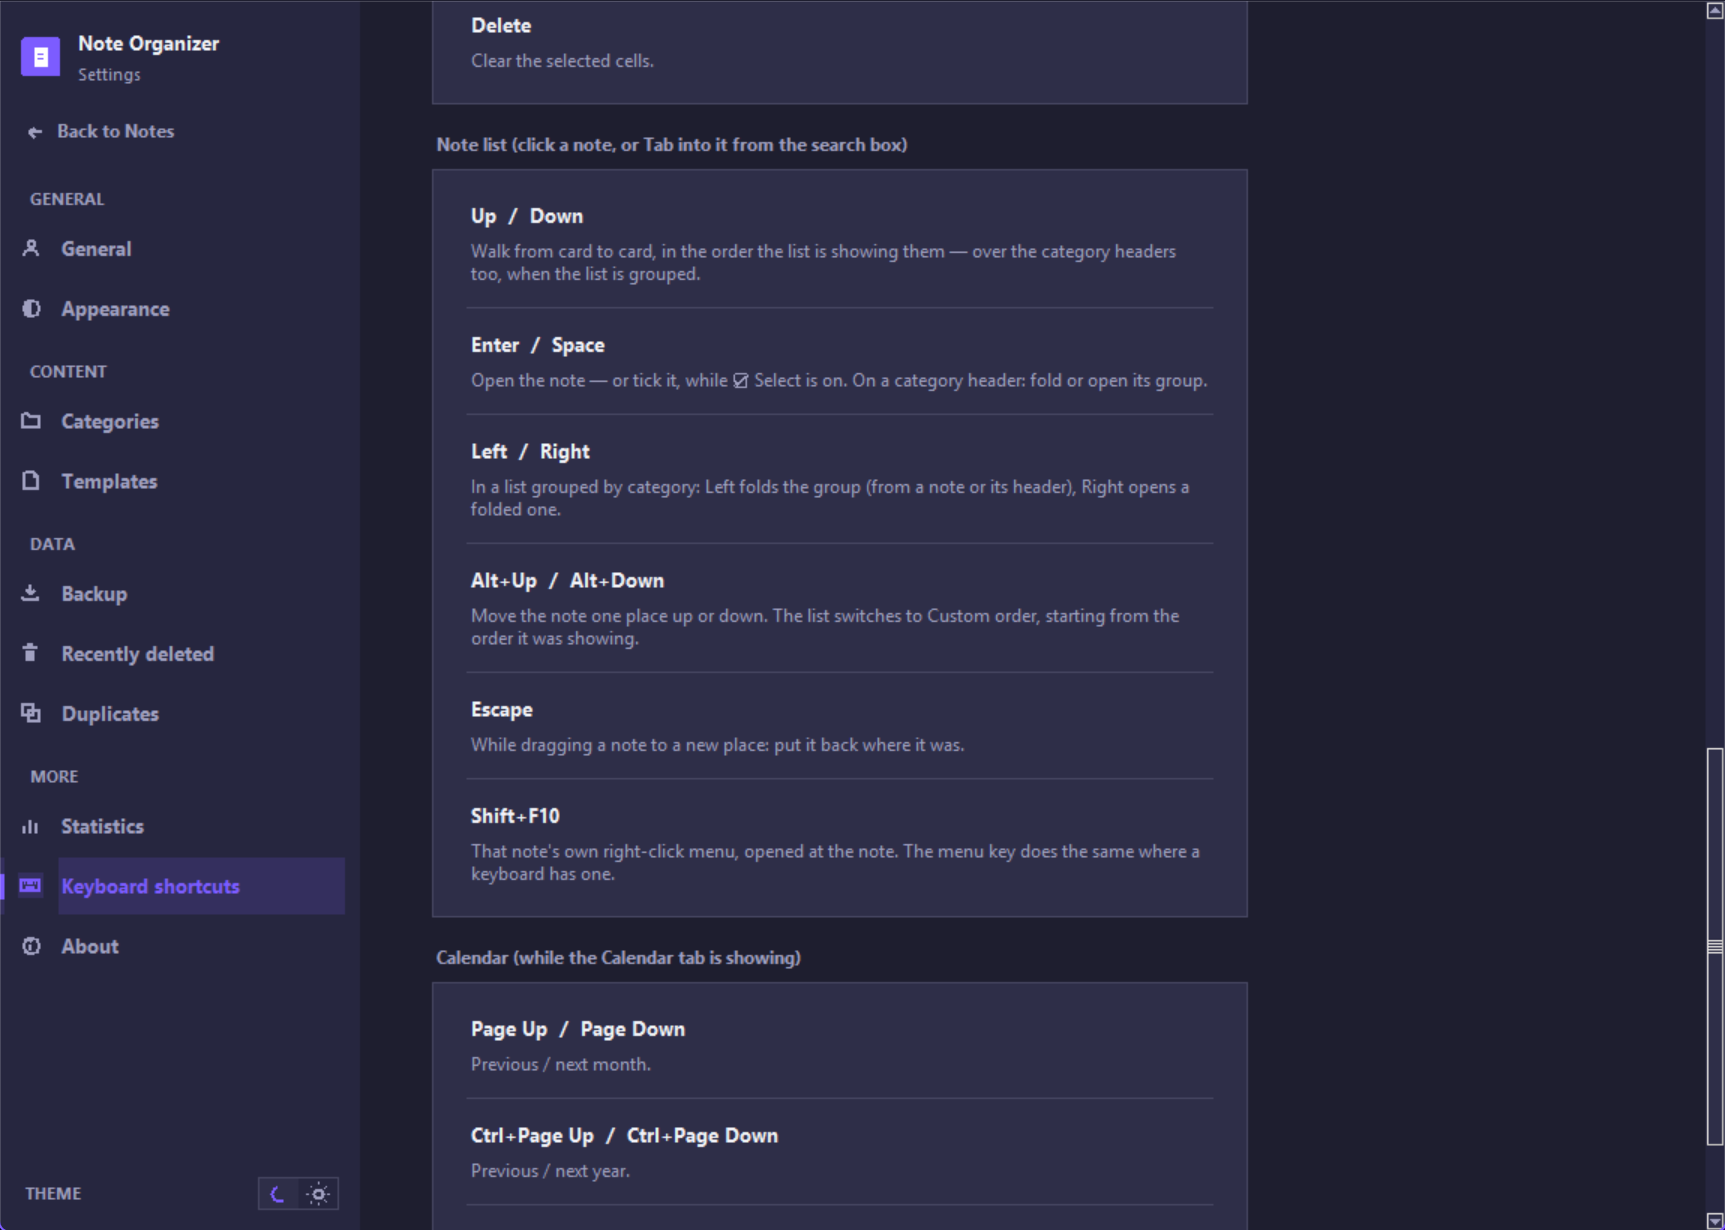 Note Organizer
Settings
Back to Notes
GENERAL
General
Appearance
CONTENT
Categories
Templates
DATA
Backup
Recently deleted
Duplicates
MORE
Statistics
Keyboard shortcuts
About
THEME
Delete
Clear the selected cells.
Note list (click a note, or Tab into it from the search box)
Up / Down
Walk from card to card, in the order the list is showing them — over the category headers
too, when the list is grouped.
Enter / Space
Open the note — or tick it, while ☑ Select is on. On a category header: fold or open its group.
Left / Right
In a list grouped by category: Left folds the group (from a note or its header), Right opens a
folded one.
Alt+Up / Alt+Down
Move the note one place up or down. The list switches to Custom order, starting from the
order it was showing.
Escape
While dragging a note to a new place: put it back where it was.
Shift+F10
That note's own right-click menu, opened at the note. The menu key does the same where a
keyboard has one.
Calendar (while the Calendar tab is showing)
Page Up / Page Down
Previous / next month.
Ctrl+Page Up / Ctrl+Page Down
Previous / next year.